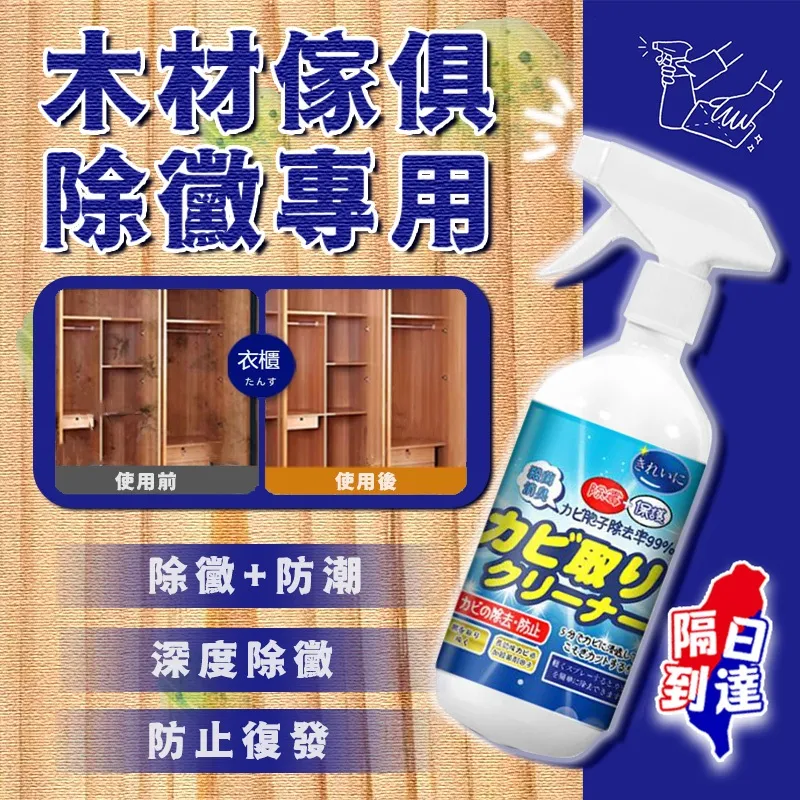 木材傢俱
除黴專用
衣櫃
たんす
使用前
使用後
除黴+防潮
深度除黴
防止復發
きれいに
除菌
消臭
除霉
保護
カビ胞子除去率99%
カビ取り
クリーナー
カビの除去・防止
隔日
到達